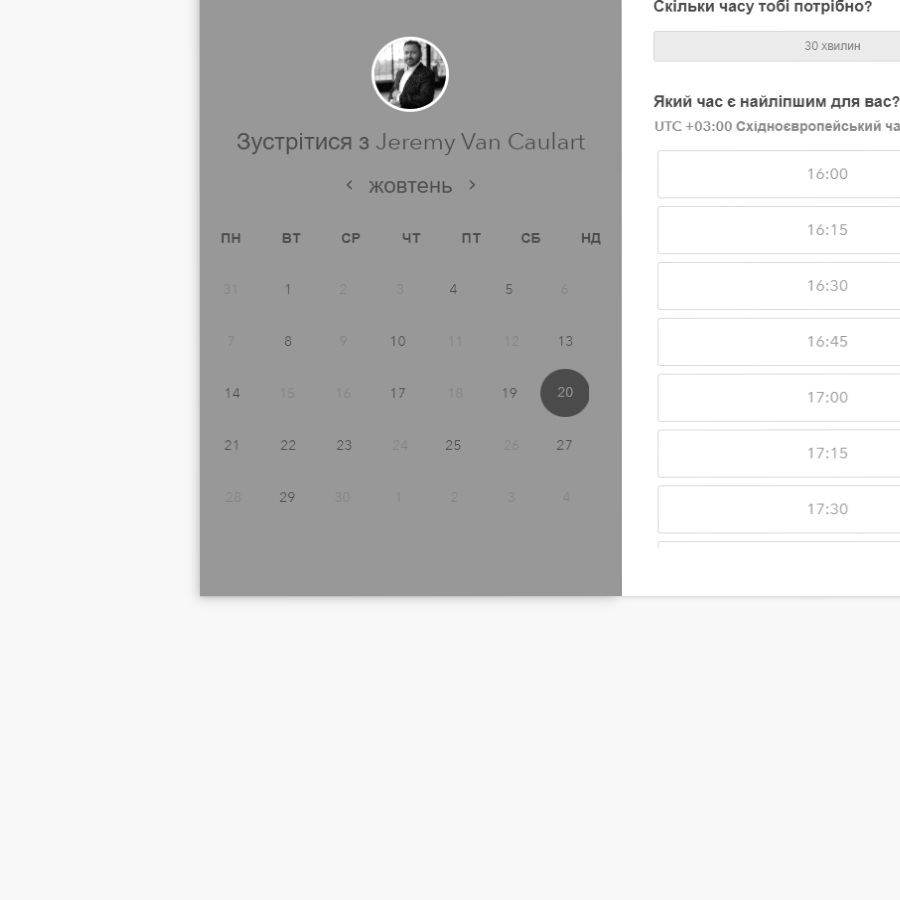 Зустрітися з Jeremy Van Caulart
жовтень
ПН ВТ СР ЧТ ПТ СБ НД
31 1 2 3 4 5 6
7 8 9 10 11 12 13
14 15 16 17 18 19 20
21 22 23 24 25 26 27
28 29 30 1 2 3 4
Скільки часу тобі потрібно?
30 хвилин
Який час є найліпшим для вас?
UTC +03:00 Східноєвропейський ча
16:00
16:15
16:30
16:45
17:00
17:15
17:30